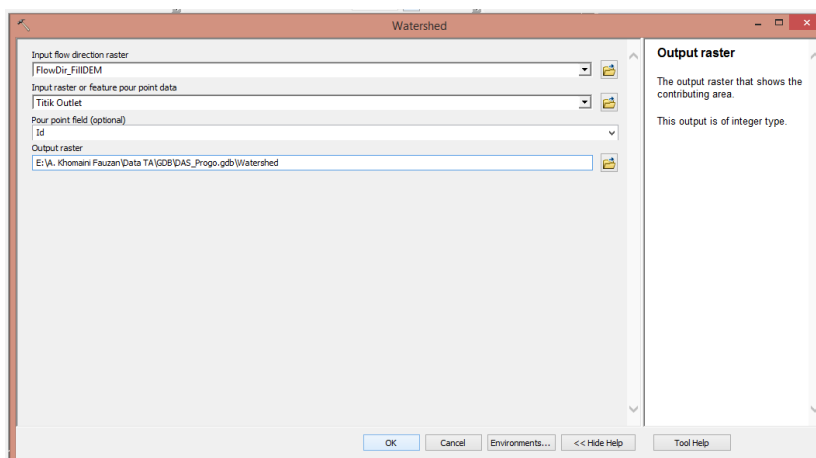 Watershed
Input flow direction raster
FlowDir_FillDEM
Input raster or feature pour point data
Titik Outlet
Pour point field (optional)
Id
Output raster
E:\A. Khomaini Fauzan\Data TA\GDB\DAS_Progo.gdb\Watershed
Output raster
The output raster that shows the
contributing area.
This output is of integer type.
OK
Cancel
Environments...
<< Hide Help
Tool Help